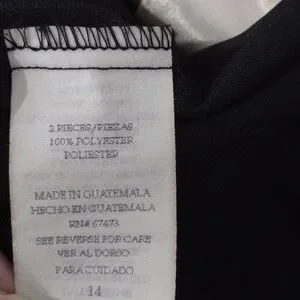 2 PIECES/PIEZAS
100% POLYESTER
POLIESTER
MADE IN GUATEMALA
HECHO EN GUATEMALA
RN# 67473
SEE REVERSE FOR CARE
VER AL DORSO
PARA CUIDADO
14